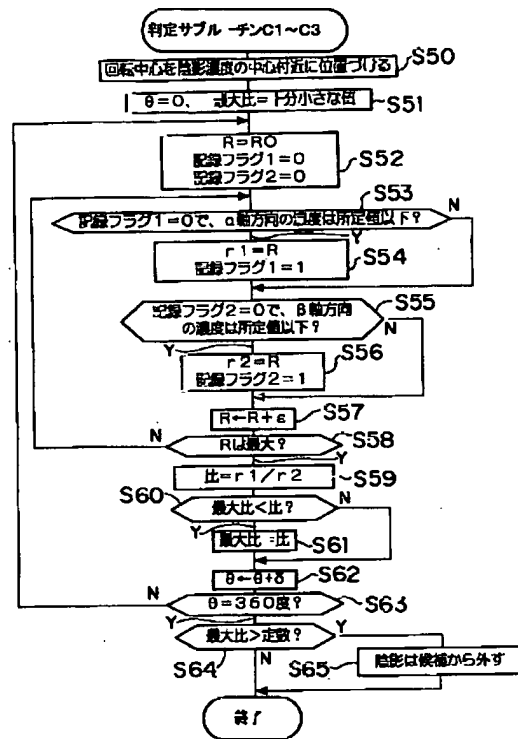 判定サブルーチンC1~C3
回転中心を陰影濃度の中心付近に位置づける
S50
θ=0、最大比=十分小さな値
S51
R=R0
記録フラグ1=0
記録フラグ2=0
S52
S53
記録フラグ1=0で、α軸方向の濃度は所定値以下?
N
Y
r1=R
記録フラグ1=1
S54
S55
記録フラグ2=0で、β軸方向
の濃度は所定値以下?
N
Y
r2=R
記録フラグ2=1
S56
R←R+ε
S57
N
Rは最大?
S58
Y
比=r1/r2
S59
S60
最大比<比?
N
Y
最大比=比
S61
θ←θ+δ
S62
N
θ=360度?
S63
Y
最大比>定数?
Y
S64
N
S65
陰影は候補から外す
終了